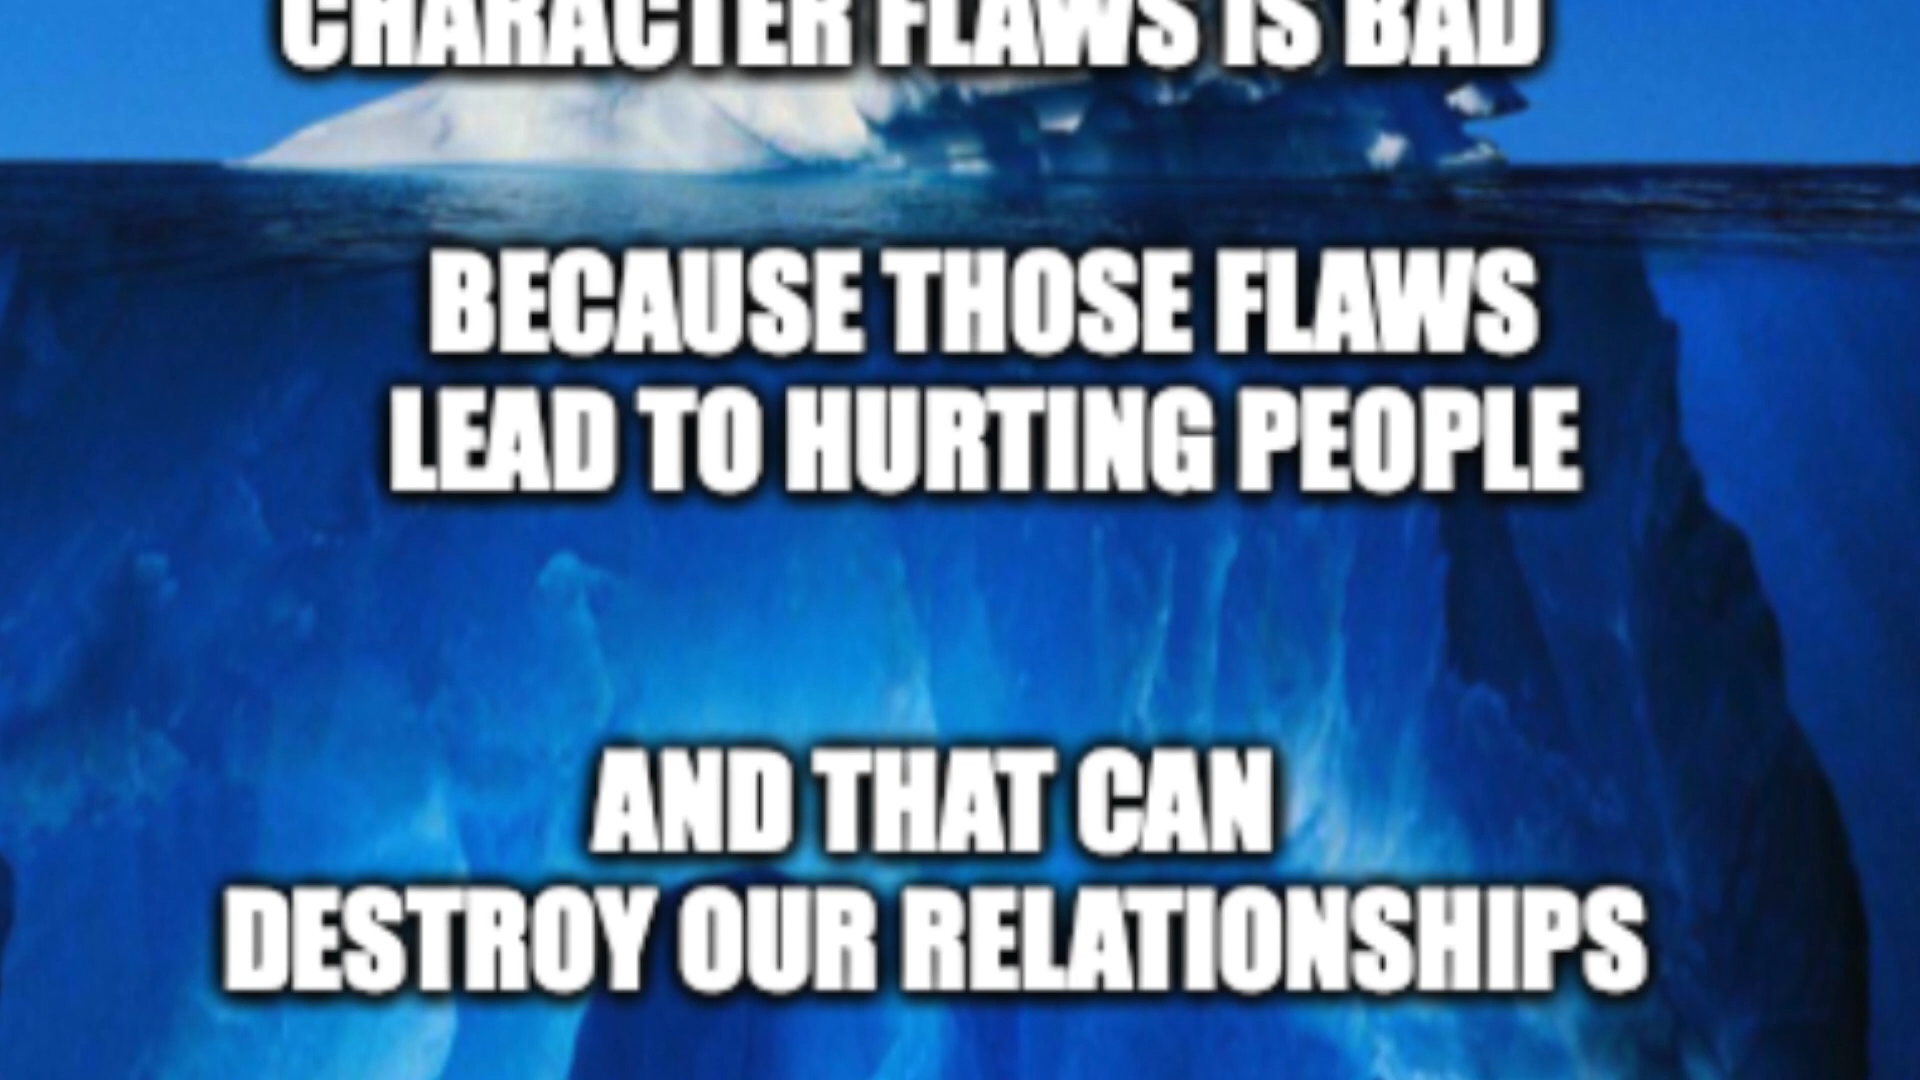 CHARACTER FLAWS IS BAD
BECAUSE THOSE FLAWS
LEAD TO HURTING PEOPLE
AND THAT CAN
DESTROY OUR RELATIONSHIPS